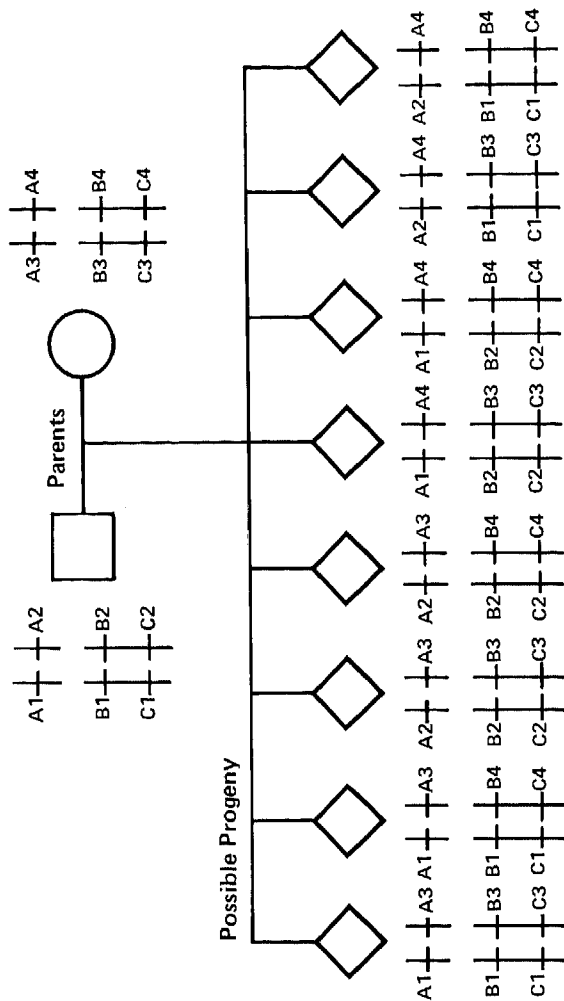 A1 A2 A3 A4
Parents
B1 B2 B3 B4
C1 C2 C3 C4
Possible Progeny
A1 A3 A1 A3 A2 A3 A2 A3 A1 A4 A1 A4 A2 A4 A2 A4
B1 B3 B1 B4 B2 B3 B2 B4 B2 B3 B2 B4 B1 B3 B1 B4
C1 C3 C1 C4 C2 C3 C2 C4 C2 C3 C2 C4 C1 C3 C1 C4